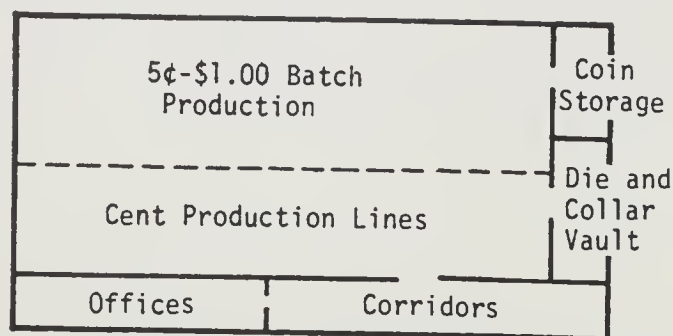 5¢-$1.00 Batch
Production
Coin
Storage
Cent Production Lines
Die and
Collar
Vault
Offices
Corridors